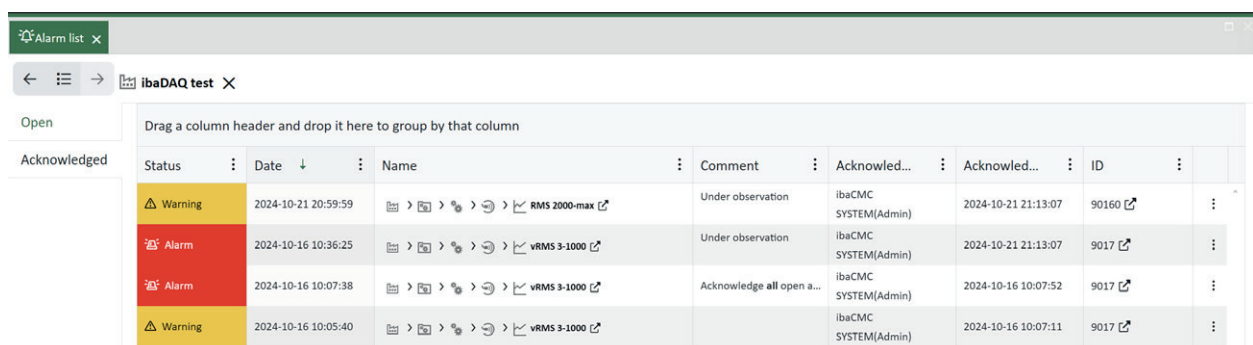 Alarm list
ibaDAQ test
Open
Drag a column header and drop it here to group by that column
Acknowledged
Status Date Name Comment Acknowled... Acknowled... ID
Warning 2024-10-21 20:59:59 RMS 2000-max Under observation ibaCMC SYSTEM(Admin) 2024-10-21 21:13:07 90160
Alarm 2024-10-16 10:36:25 vRMS 3-1000 Under observation ibaCMC SYSTEM(Admin) 2024-10-21 21:13:07 9017
Alarm 2024-10-16 10:07:38 vRMS 3-1000 Acknowledge all open a... ibaCMC SYSTEM(Admin) 2024-10-16 10:07:52 9017
Warning 2024-10-16 10:05:40 vRMS 3-1000 ibaCMC SYSTEM(Admin) 2024-10-16 10:07:11 9017